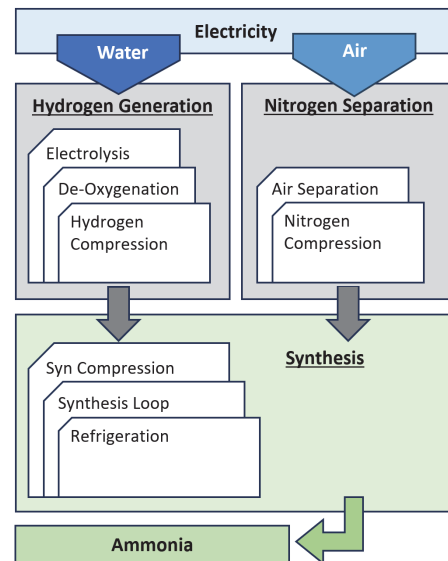 Electricity
Water
Air
Hydrogen Generation
Electrolysis
De-Oxygenation
Hydrogen
Compression
Nitrogen Separation
Air Separation
Nitrogen
Compression
Synthesis
Syn Compression
Synthesis Loop
Refrigeration
Ammonia